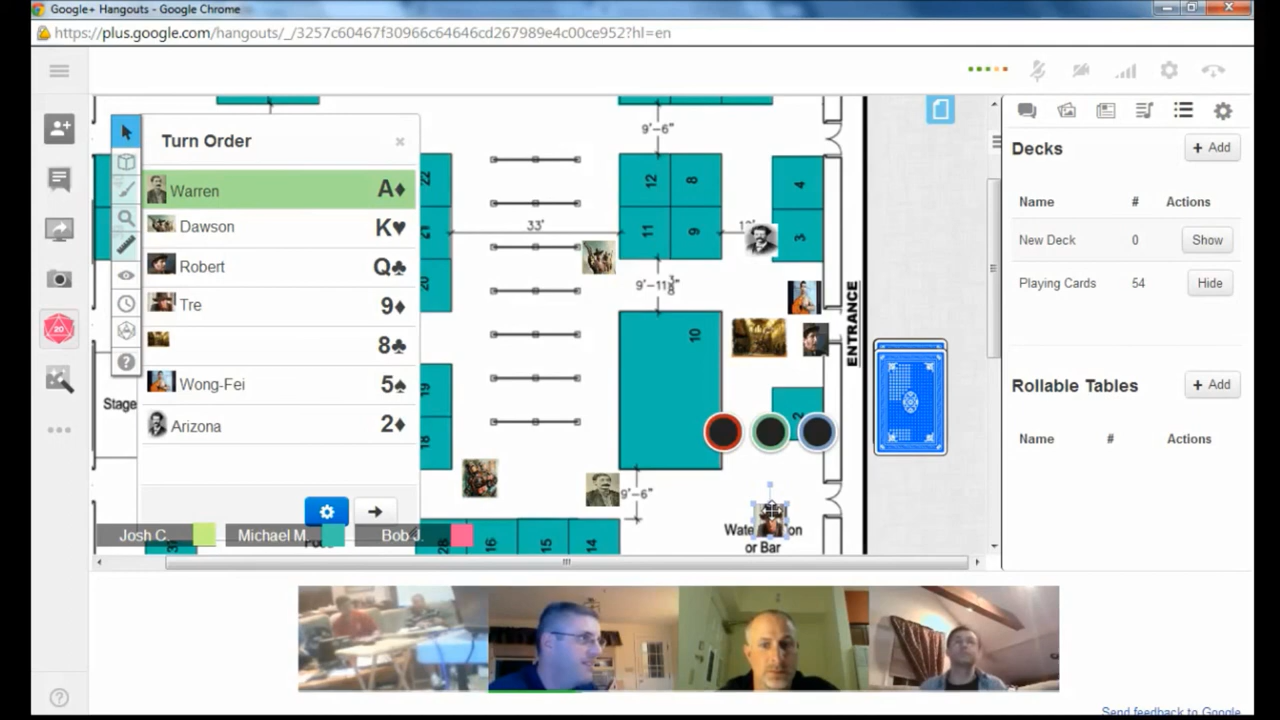 Google+ Hangouts - Google Chrome
https://plus.google.com/hangouts/_/3257c60467f30966c64646cd267989e4c00ce952?hl=en
Turn Order
×
Warren A♦
Dawson K♥
Robert Q♣
Tre 9♦
8♣
Wong-Fei 5♠
Arizona 2♦
Josh C.
Michael M.
Bob J.
Stage
22
21
20
19
18
33'
9'-6"
12
8
11
9
9'-11⅜"
10
4
3
2
ENTRANCE
9'-6"
or Bar
16
15
14
20
Decks
+ Add
Name # Actions
New Deck 0 Show
Playing Cards 54 Hide
Rollable Tables
+ Add
Name # Actions
Send feedback to Google